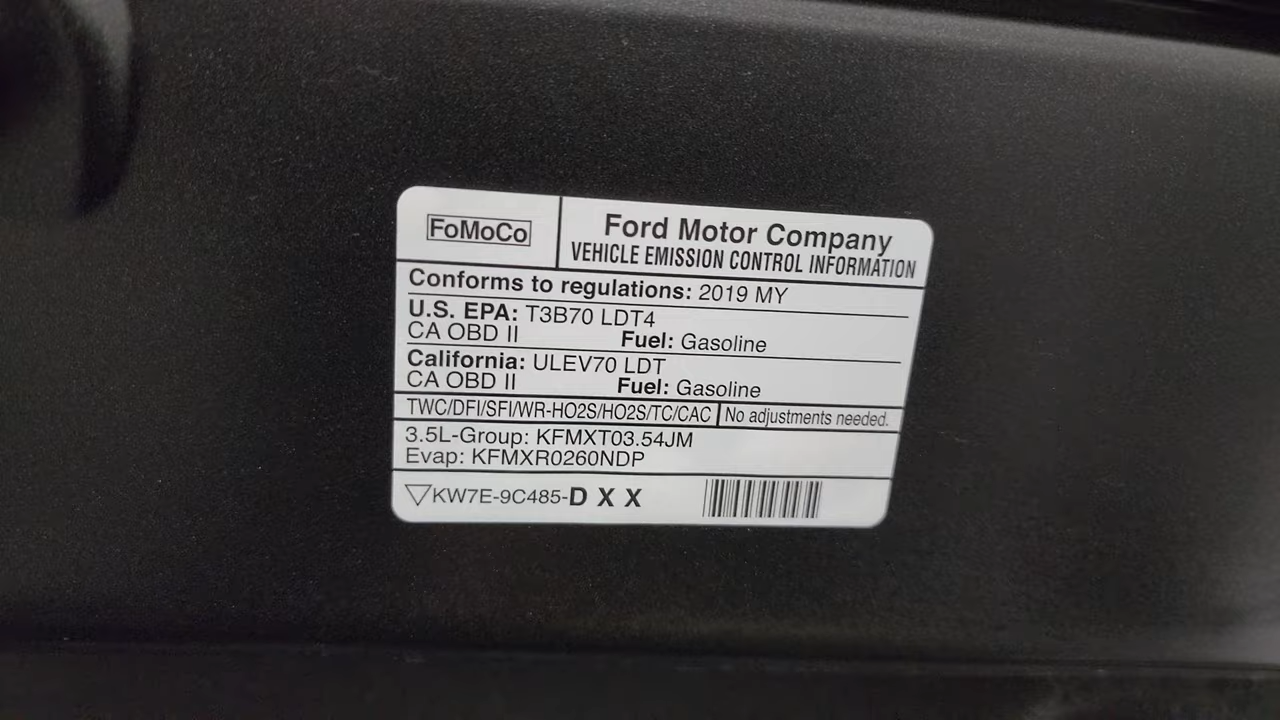 FoMoCo
Ford Motor Company
VEHICLE EMISSION CONTROL INFORMATION
Conforms to regulations: 2019 MY
U.S. EPA: T3B70 LDT4
CA OBD II Fuel: Gasoline
California: ULEV70 LDT
CA OBD II Fuel: Gasoline
TWC/DFI/SFI/WR-HO2S/HO2S/TC/CAC No adjustments needed.
3.5L-Group: KFMXT03.54JM
Evap: KFMXR0260NDP
▽KW7E-9C485-D X X